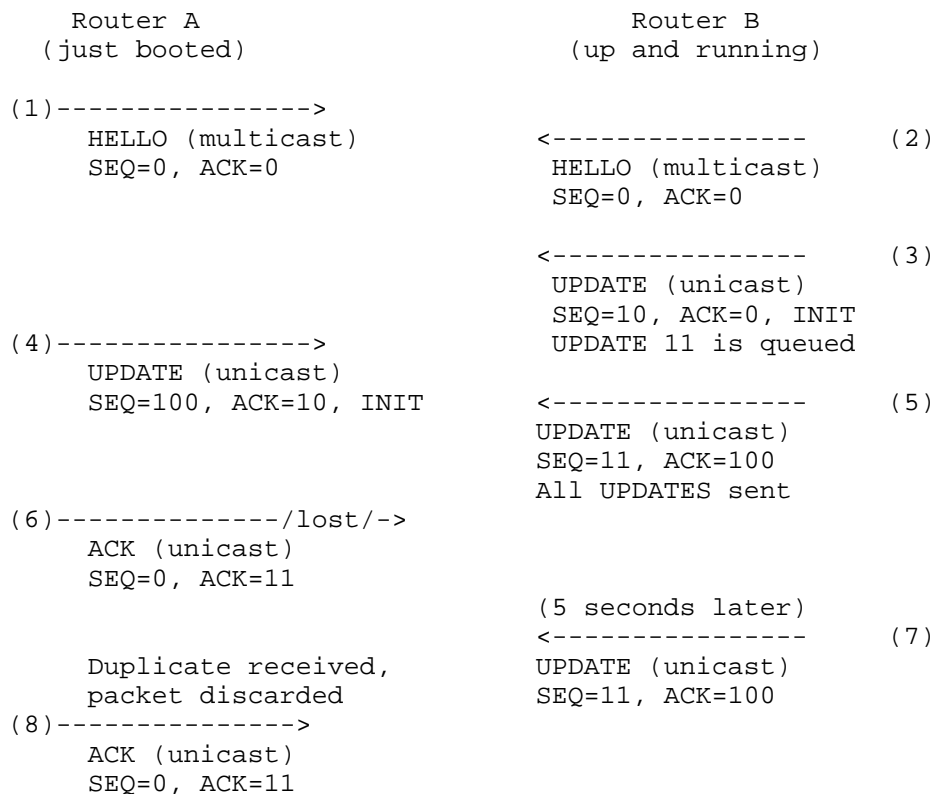 Router A                                    Router B
(just booted)                               (up and running)
(1)---------------->
HELLO (multicast)            <----------------     (2)
SEQ=0, ACK=0                  HELLO (multicast)
SEQ=0, ACK=0
<----------------     (3)
UPDATE (unicast)
SEQ=10, ACK=0, INIT
(4)---------------->               UPDATE 11 is queued
UPDATE (unicast)
SEQ=100, ACK=10, INIT        <----------------     (5)
UPDATE (unicast)
SEQ=11, ACK=100
All UPDATES sent
(6)--------------/lost/->
ACK (unicast)
SEQ=0, ACK=11
(5 seconds later)
<----------------     (7)
Duplicate received,          UPDATE (unicast)
packet discarded             SEQ=11, ACK=100
(8)--------------->
ACK (unicast)
SEQ=0, ACK=11